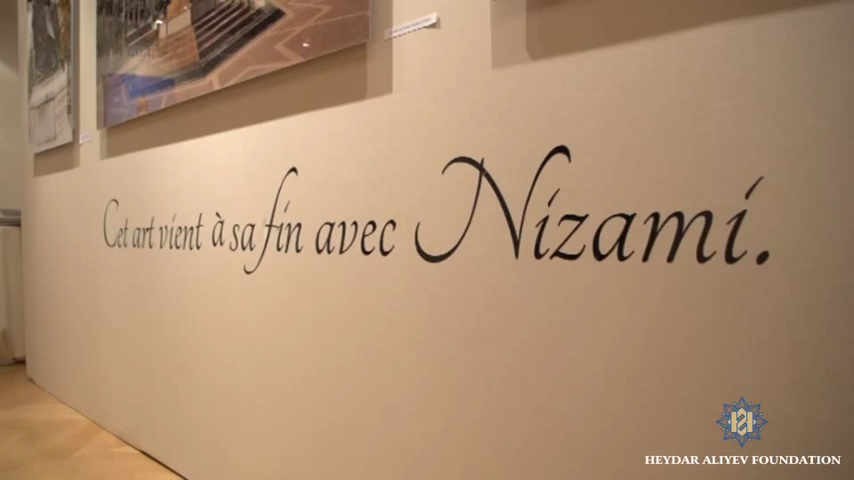 Cet art vient à sa fin avec Nizami.
HEYDAR ALIYEV FOUNDATION